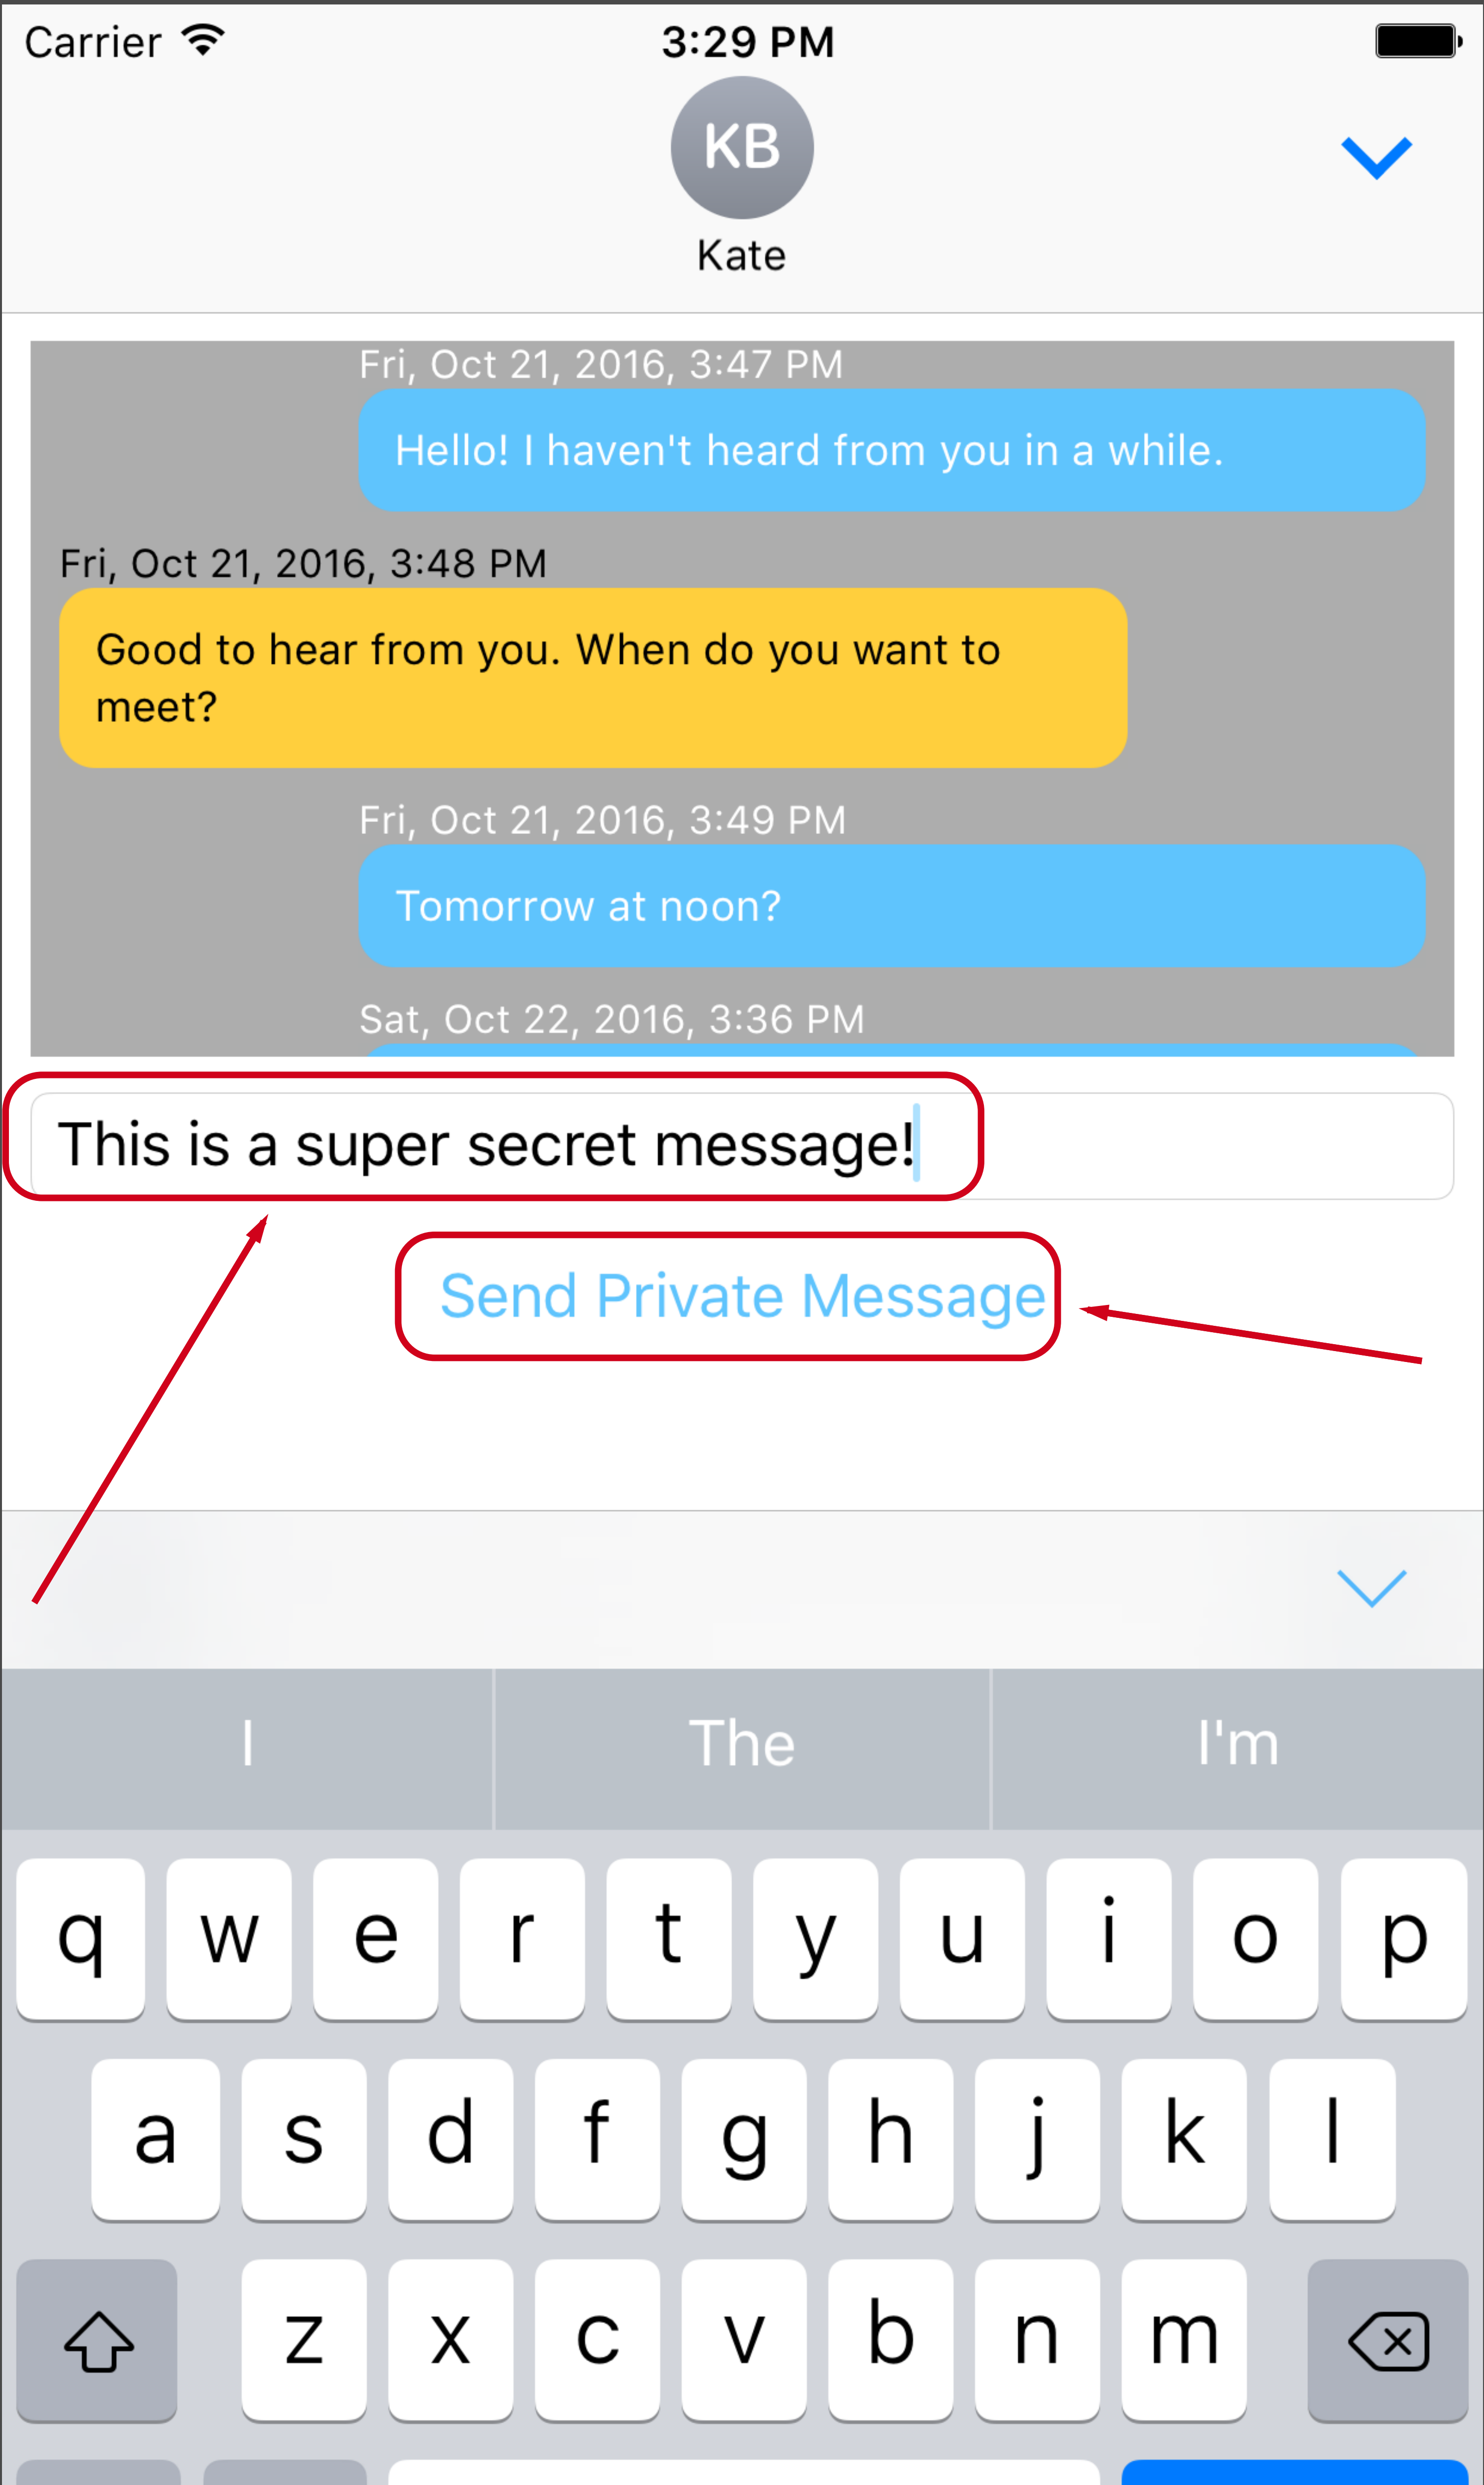 Carrier 3:29 PM
KB
Kate
Fri, Oct 21, 2016, 3:47 PM
Hello! I haven't heard from you in a while.
Fri, Oct 21, 2016, 3:48 PM
Good to hear from you. When do you want to
meet?
Fri, Oct 21, 2016, 3:49 PM
Tomorrow at noon?
Sat, Oct 22, 2016, 3:36 PM
This is a super secret message!
Send Private Message
I The I'm
q w e r t y u i o p
a s d f g h j k l
z x c v b n m